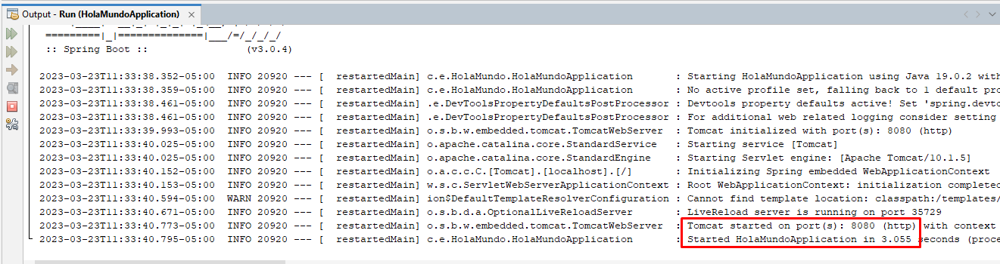 Output - Run (HolaMundoApplication)
=========|_|==============|___/=/_/_/_/
:: Spring Boot :: (v3.0.4)
2023-03-23T11:33:38.352-05:00 INFO 20920 --- [ restartedMain] c.e.HolaMundo.HolaMundoApplication : Starting HolaMundoApplication using Java 19.0.2 with
2023-03-23T11:33:38.359-05:00 INFO 20920 --- [ restartedMain] c.e.HolaMundo.HolaMundoApplication : No active profile set, falling back to 1 default pro
2023-03-23T11:33:38.461-05:00 INFO 20920 --- [ restartedMain] .e.DevToolsPropertyDefaultsPostProcessor : Devtools property defaults active! Set 'spring.devto
2023-03-23T11:33:38.461-05:00 INFO 20920 --- [ restartedMain] .e.DevToolsPropertyDefaultsPostProcessor : For additional web related logging consider setting
2023-03-23T11:33:39.993-05:00 INFO 20920 --- [ restartedMain] o.s.b.w.embedded.tomcat.TomcatWebServer : Tomcat initialized with port(s): 8080 (http)
2023-03-23T11:33:40.025-05:00 INFO 20920 --- [ restartedMain] o.apache.catalina.core.StandardService : Starting service [Tomcat]
2023-03-23T11:33:40.025-05:00 INFO 20920 --- [ restartedMain] o.apache.catalina.core.StandardEngine : Starting Servlet engine: [Apache Tomcat/10.1.5]
2023-03-23T11:33:40.152-05:00 INFO 20920 --- [ restartedMain] o.a.c.c.C.[Tomcat].[localhost].[/] : Initializing Spring embedded WebApplicationContext
2023-03-23T11:33:40.153-05:00 INFO 20920 --- [ restartedMain] w.s.c.ServletWebServerApplicationContext : Root WebApplicationContext: initialization completed
2023-03-23T11:33:40.594-05:00 WARN 20920 --- [ restartedMain] ion$DefaultTemplateResolverConfiguration : Cannot find template location: classpath:/templates/
2023-03-23T11:33:40.671-05:00 INFO 20920 --- [ restartedMain] o.s.b.d.a.OptionalLiveReloadServer : LiveReload server is running on port 35729
2023-03-23T11:33:40.773-05:00 INFO 20920 --- [ restartedMain] o.s.b.w.embedded.tomcat.TomcatWebServer : Tomcat started on port(s): 8080 (http) with context
2023-03-23T11:33:40.795-05:00 INFO 20920 --- [ restartedMain] c.e.HolaMundo.HolaMundoApplication : Started HolaMundoApplication in 3.055 seconds (proce